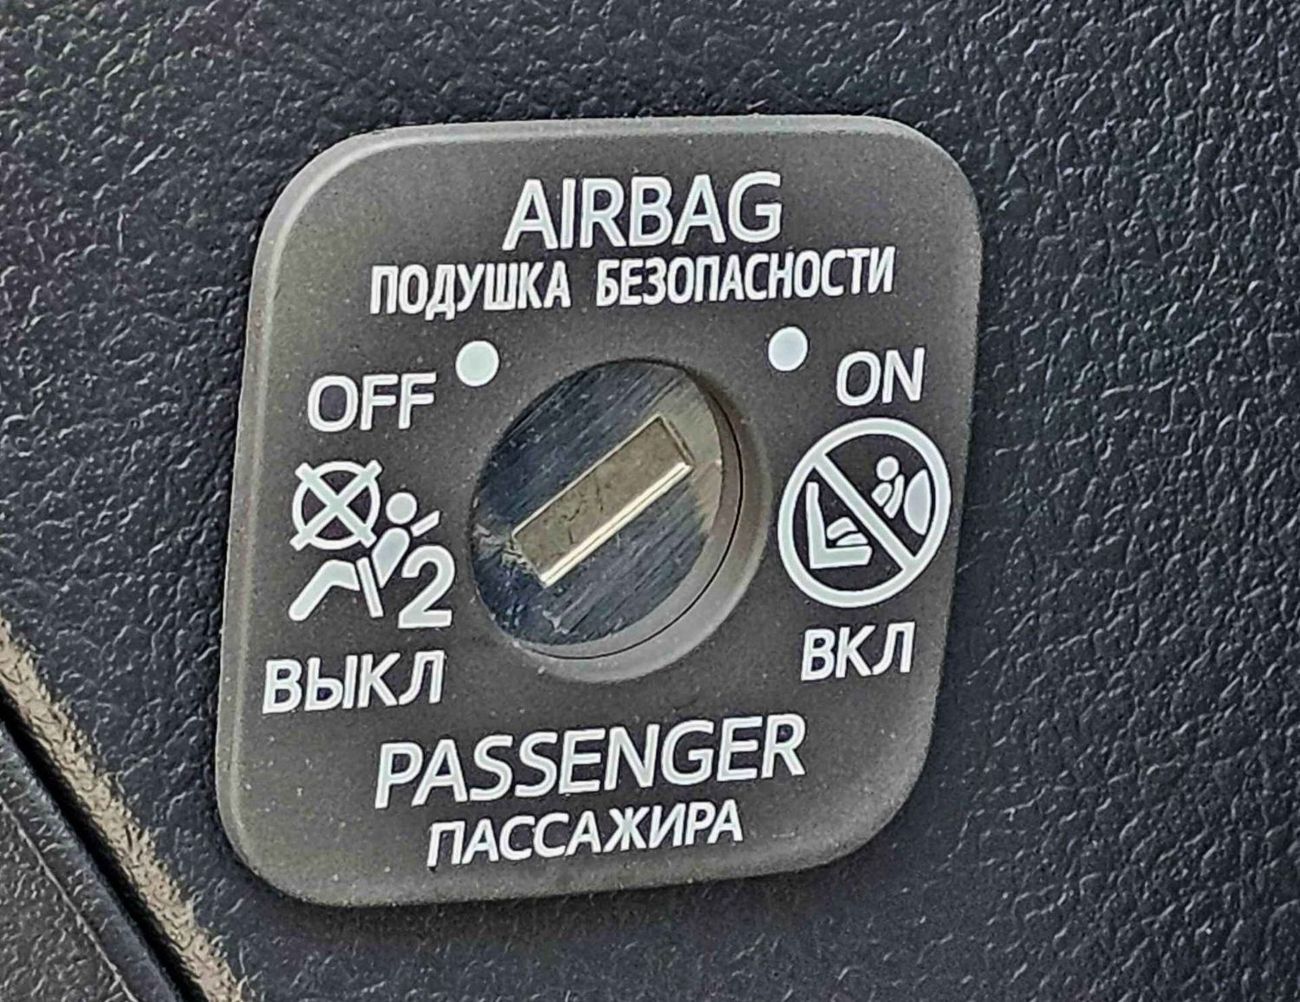 AIRBAG
ПОДУШКА БЕЗОПАСНОСТИ
OFF
ON
2
ВЫКЛ
ВКЛ
PASSENGER
ПАССАЖИРА